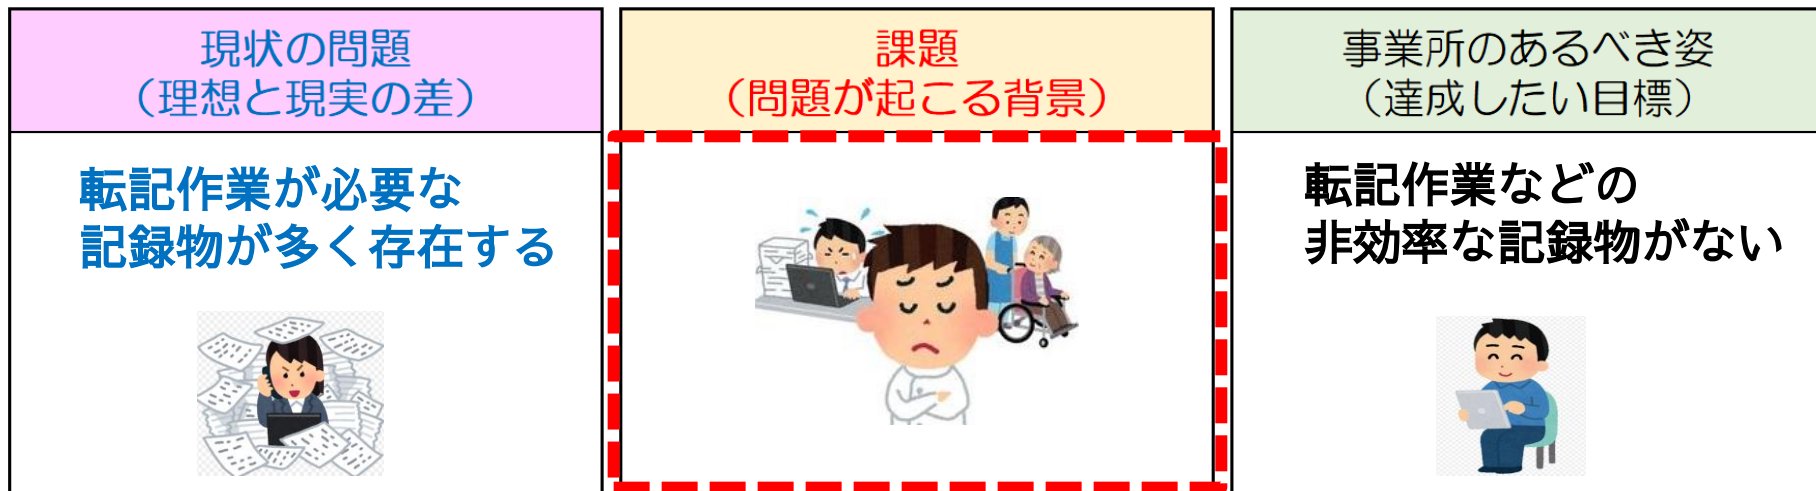 現状の問題
（理想と現実の差）
転記作業が必要な
記録物が多く存在する
課題
（問題が起こる背景）
事業所のあるべき姿
（達成したい目標）
転記作業などの
非効率な記録物がない